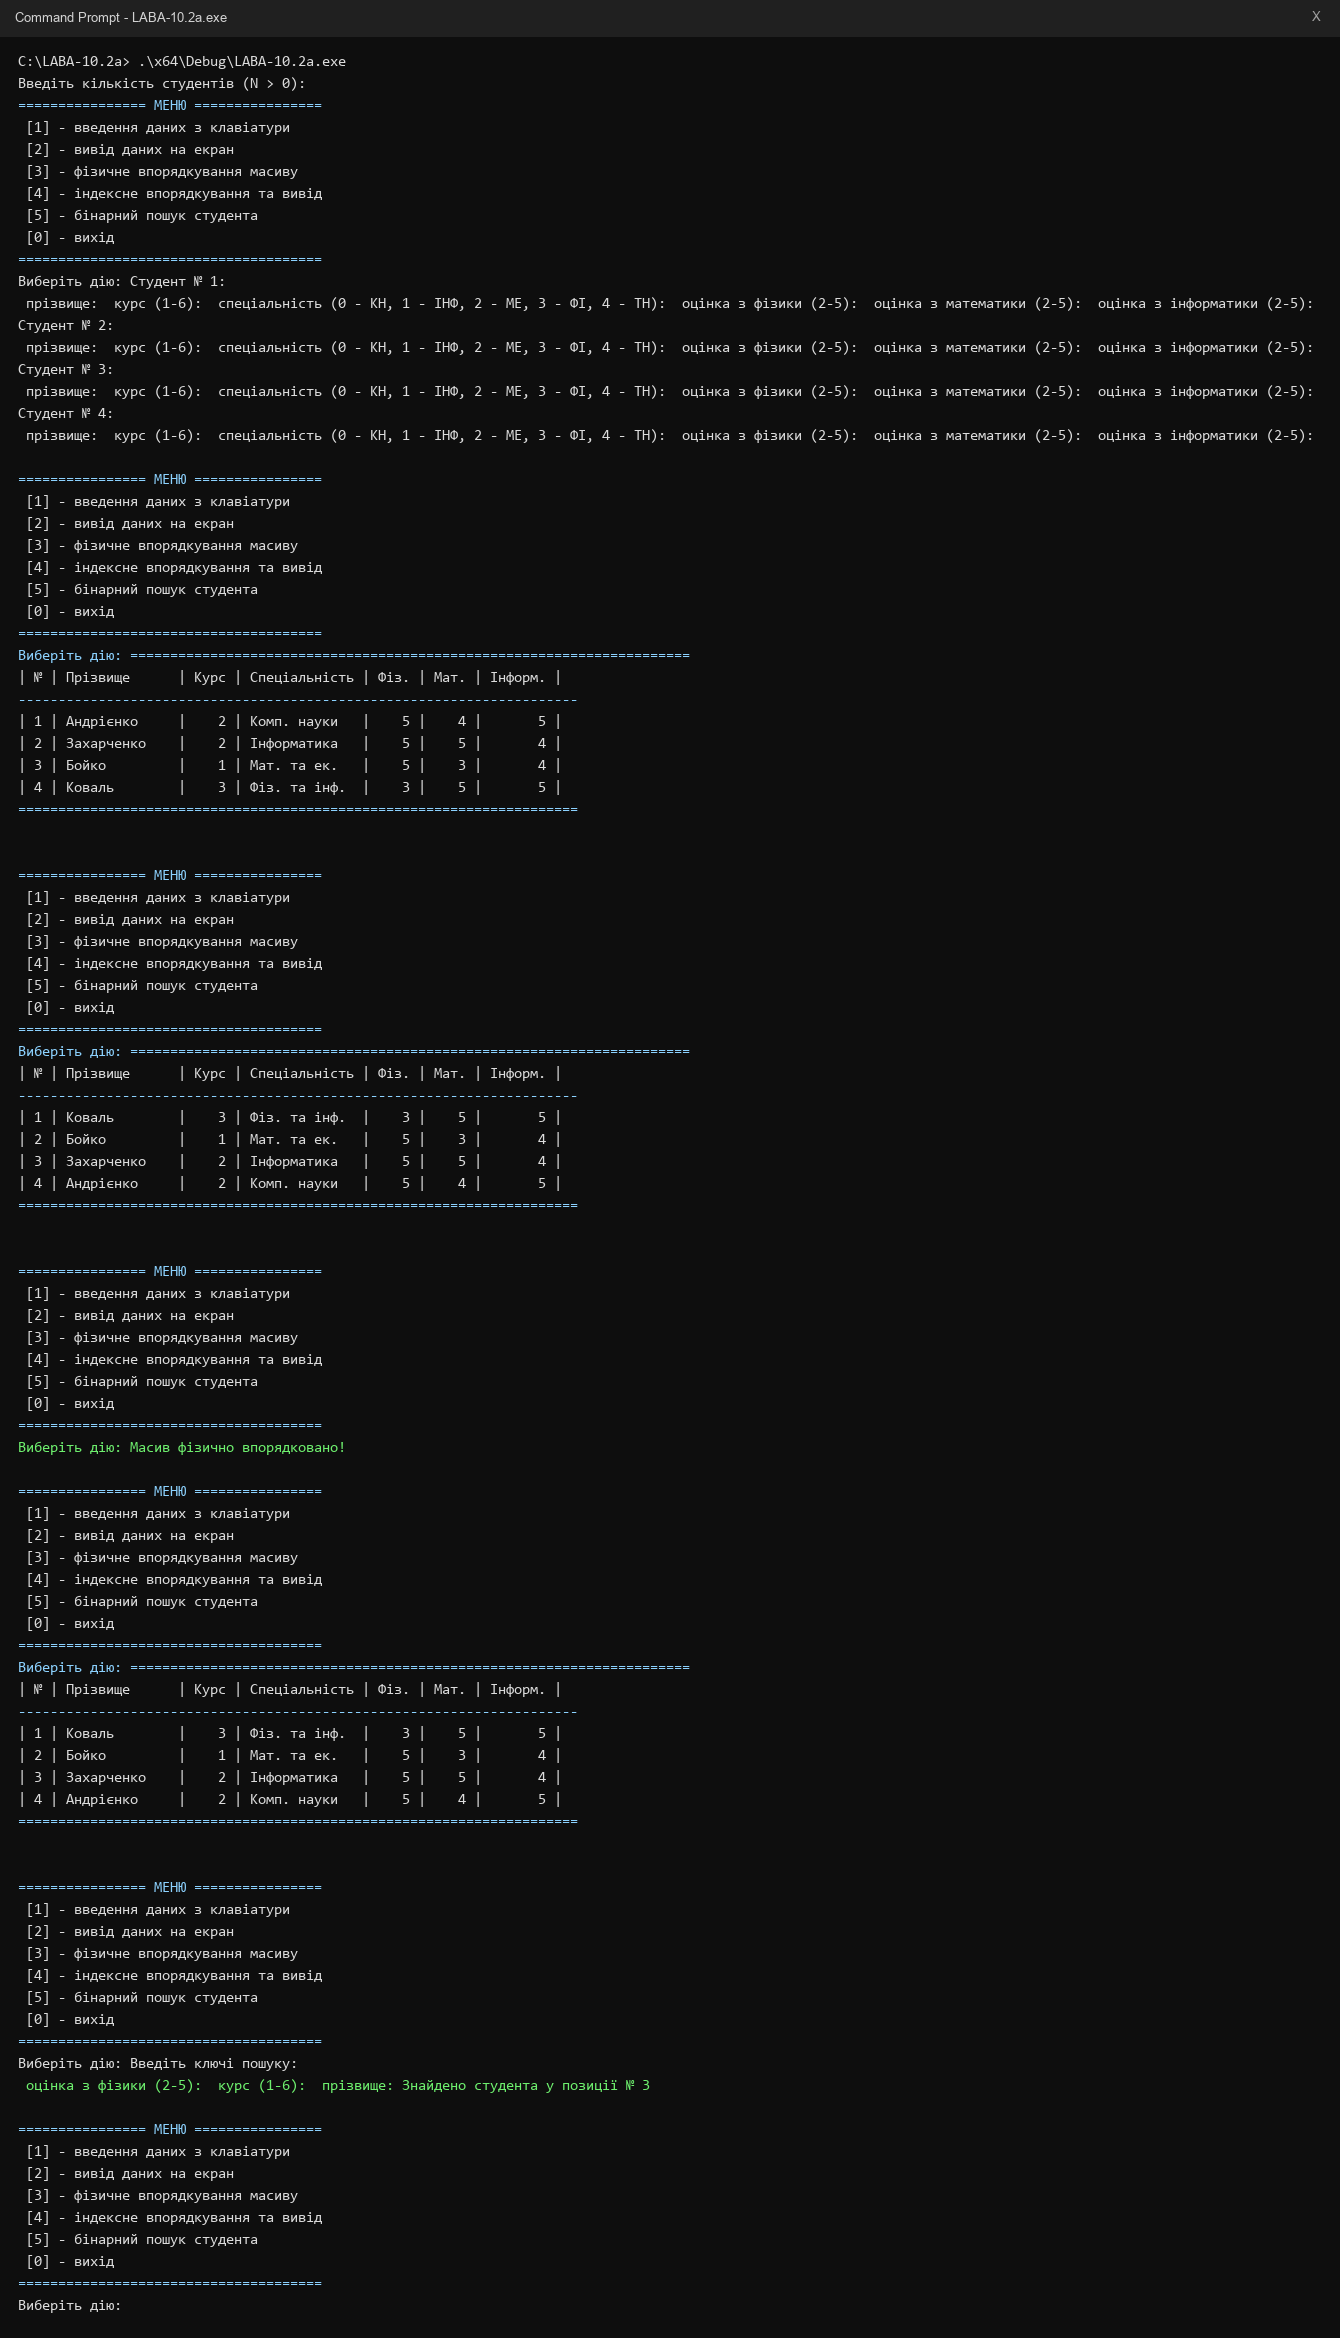 Command Prompt - LABA-10.2a.exe X
C:\LABA-10.2a> .\x64\Debug\LABA-10.2a.exe
Введіть кількість студентів (N > 0):
================ МЕНЮ ================
 [1] - введення даних з клавіатури
 [2] - вивід даних на екран
 [3] - фізичне впорядкування масиву
 [4] - індексне впорядкування та вивід
 [5] - бінарний пошук студента
 [0] - вихід
======================================
Виберіть дію: Студент № 1:
 прізвище:  курс (1-6):  спеціальність (0 - КН, 1 - ІНФ, 2 - МЕ, 3 - ФІ, 4 - ТН):  оцінка з фізики (2-5):  оцінка з математики (2-5):  оцінка з інформатики (2-5):
Студент № 2:
 прізвище:  курс (1-6):  спеціальність (0 - КН, 1 - ІНФ, 2 - МЕ, 3 - ФІ, 4 - ТН):  оцінка з фізики (2-5):  оцінка з математики (2-5):  оцінка з інформатики (2-5):
Студент № 3:
 прізвище:  курс (1-6):  спеціальність (0 - КН, 1 - ІНФ, 2 - МЕ, 3 - ФІ, 4 - ТН):  оцінка з фізики (2-5):  оцінка з математики (2-5):  оцінка з інформатики (2-5):
Студент № 4:
 прізвище:  курс (1-6):  спеціальність (0 - КН, 1 - ІНФ, 2 - МЕ, 3 - ФІ, 4 - ТН):  оцінка з фізики (2-5):  оцінка з математики (2-5):  оцінка з інформатики (2-5):
================ МЕНЮ ================
 [1] - введення даних з клавіатури
 [2] - вивід даних на екран
 [3] - фізичне впорядкування масиву
 [4] - індексне впорядкування та вивід
 [5] - бінарний пошук студента
 [0] - вихід
======================================
Виберіть дію: ======================================================================
| № | Прізвище      | Курс | Спеціальність | Фіз. | Мат. | Інформ. |
----------------------------------------------------------------------
| 1 | Андрієнко     |    2 | Комп. науки   |    5 |    4 |       5 |
| 2 | Захарченко    |    2 | Інформатика   |    5 |    5 |       4 |
| 3 | Бойко         |    1 | Мат. та ек.   |    5 |    3 |       4 |
| 4 | Коваль        |    3 | Фіз. та інф.  |    3 |    5 |       5 |
======================================================================
================ МЕНЮ ================
 [1] - введення даних з клавіатури
 [2] - вивід даних на екран
 [3] - фізичне впорядкування масиву
 [4] - індексне впорядкування та вивід
 [5] - бінарний пошук студента
 [0] - вихід
======================================
Виберіть дію: ======================================================================
| № | Прізвище      | Курс | Спеціальність | Фіз. | Мат. | Інформ. |
----------------------------------------------------------------------
| 1 | Коваль        |    3 | Фіз. та інф.  |    3 |    5 |       5 |
| 2 | Бойко         |    1 | Мат. та ек.   |    5 |    3 |       4 |
| 3 | Захарченко    |    2 | Інформатика   |    5 |    5 |       4 |
| 4 | Андрієнко     |    2 | Комп. науки   |    5 |    4 |       5 |
======================================================================
================ МЕНЮ ================
 [1] - введення даних з клавіатури
 [2] - вивід даних на екран
 [3] - фізичне впорядкування масиву
 [4] - індексне впорядкування та вивід
 [5] - бінарний пошук студента
 [0] - вихід
======================================
Виберіть дію: Масив фізично впорядковано!
================ МЕНЮ ================
 [1] - введення даних з клавіатури
 [2] - вивід даних на екран
 [3] - фізичне впорядкування масиву
 [4] - індексне впорядкування та вивід
 [5] - бінарний пошук студента
 [0] - вихід
======================================
Виберіть дію: ======================================================================
| № | Прізвище      | Курс | Спеціальність | Фіз. | Мат. | Інформ. |
----------------------------------------------------------------------
| 1 | Коваль        |    3 | Фіз. та інф.  |    3 |    5 |       5 |
| 2 | Бойко         |    1 | Мат. та ек.   |    5 |    3 |       4 |
| 3 | Захарченко    |    2 | Інформатика   |    5 |    5 |       4 |
| 4 | Андрієнко     |    2 | Комп. науки   |    5 |    4 |       5 |
======================================================================
================ МЕНЮ ================
 [1] - введення даних з клавіатури
 [2] - вивід даних на екран
 [3] - фізичне впорядкування масиву
 [4] - індексне впорядкування та вивід
 [5] - бінарний пошук студента
 [0] - вихід
======================================
Виберіть дію: Введіть ключі пошуку:
 оцінка з фізики (2-5):  курс (1-6):  прізвище: Знайдено студента у позиції № 3
================ МЕНЮ ================
 [1] - введення даних з клавіатури
 [2] - вивід даних на екран
 [3] - фізичне впорядкування масиву
 [4] - індексне впорядкування та вивід
 [5] - бінарний пошук студента
 [0] - вихід
======================================
Виберіть дію: